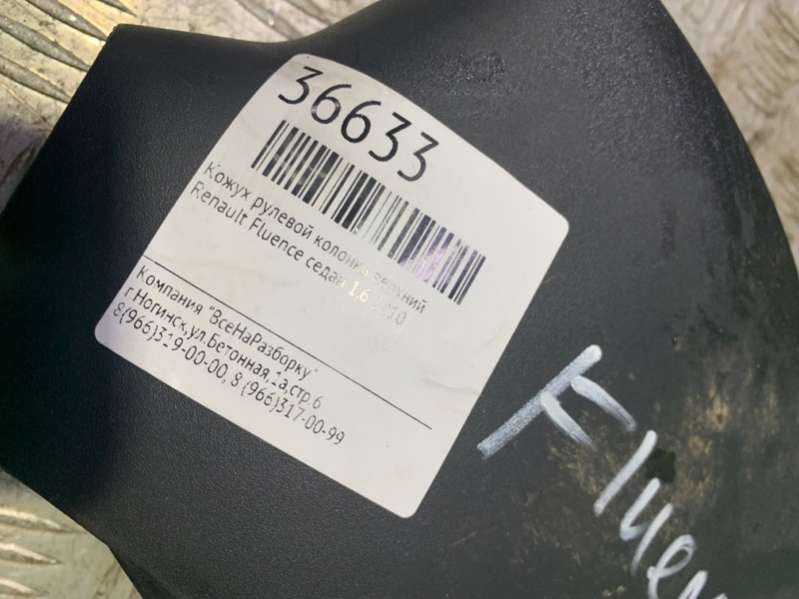 36633
Кожух рулевой колонки верхний
Renault Fluence седан 1.6 2010
Компания "ВсеНаРазборку"
г Ногинск,ул.Бетонная,1а,стр.6
8(966)319-00-00, 8 (966)317-00-99
Fluen